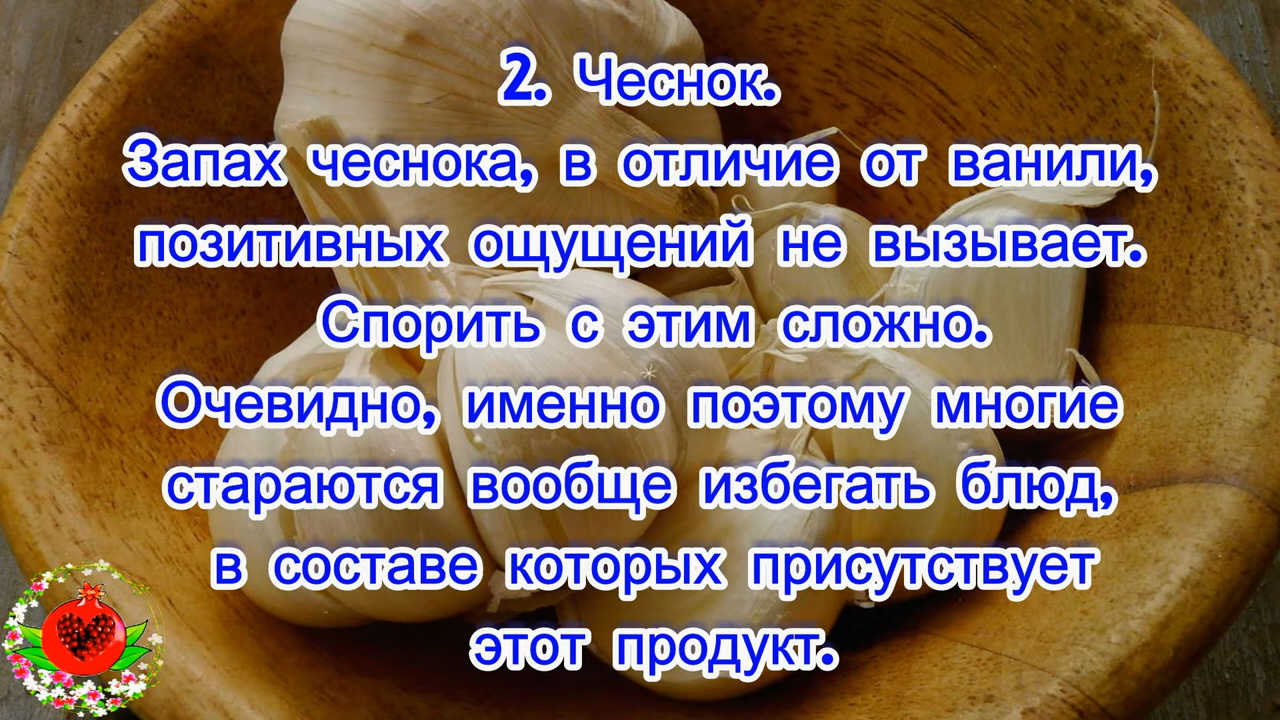 2. Чеснок.
Запах чеснока, в отличие от ванили,
позитивных ощущений не вызывает.
Спорить с этим сложно.
Очевидно, именно поэтому многие
стараются вообще избегать блюд,
в составе которых присутствует
этот продукт.